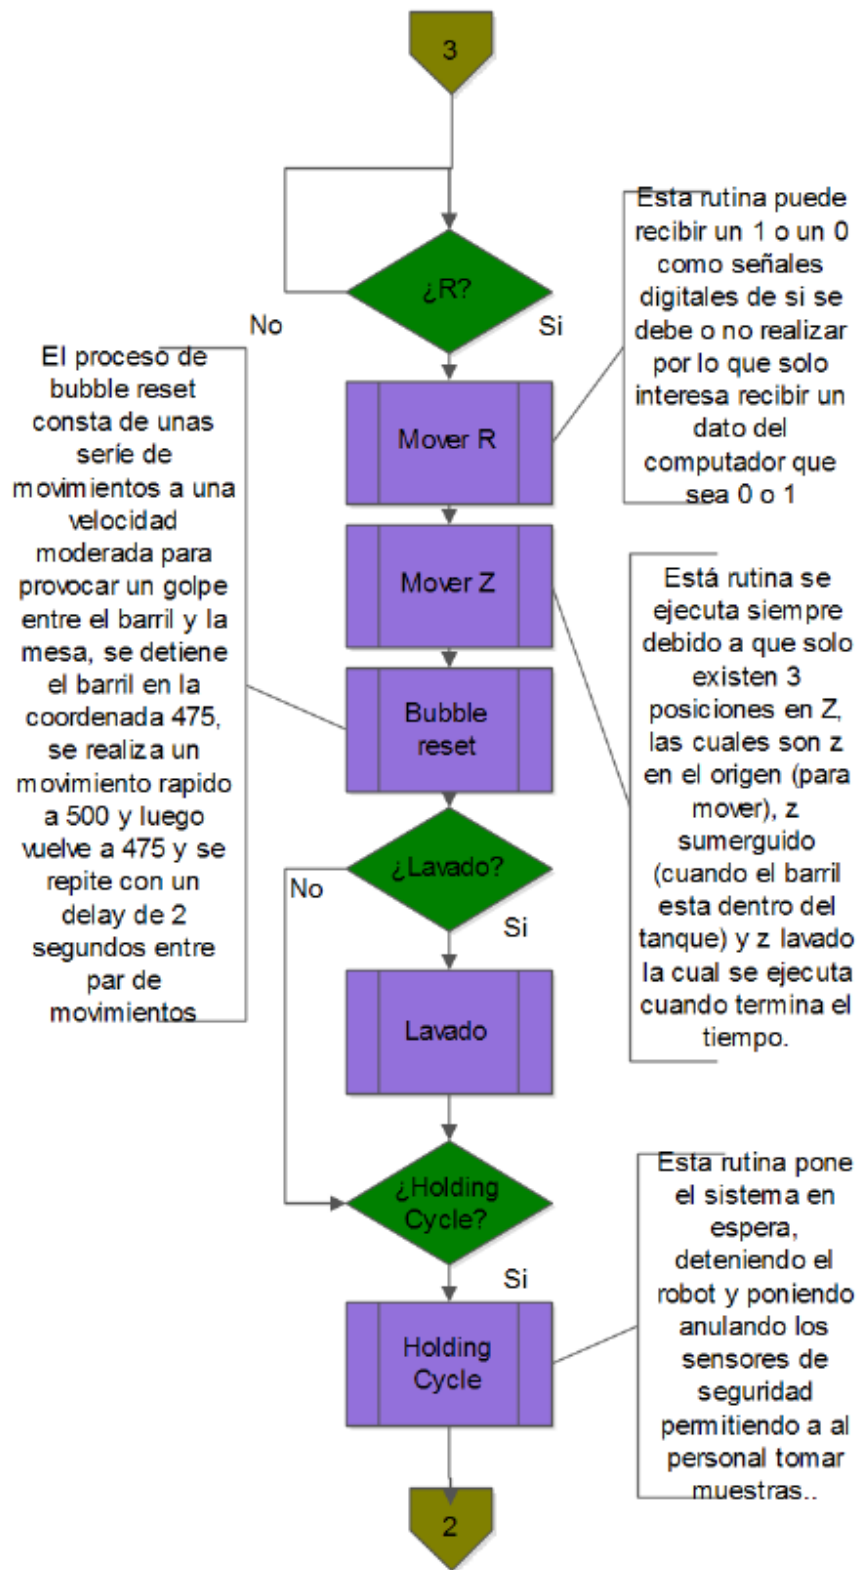 3
¿R?
No
Si
Esta rutina puede
recibir un 1 o un 0
como señales
digitales de si se
debe o no realizar
por lo que solo
interesa recibir un
dato del
computador que
sea 0 o 1
Mover R
El proceso de
bubble reset
consta de unas
serie de
movimientos a una
velocidad
moderada para
provocar un golpe
entre el barril y la
mesa, se detiene
el barril en la
coordenada 475,
se realiza un
movimiento rapido
a 500 y luego
vuelve a 475 y se
repite con un
delay de 2
segundos entre
par de
movimientos
Mover Z
Está rutina se
ejecuta siempre
debido a que solo
existen 3
posiciones en Z,
las cuales son z
en el origen (para
mover), z
sumerguido
(cuando el barril
esta dentro del
tanque) y z lavado
la cual se ejecuta
cuando termina el
tiempo.
Bubble
reset
¿Lavado?
No
Si
Lavado
¿Holding
Cycle?
Si
Esta rutina pone
el sistema en
espera,
deteniendo el
robot y poniendo
anulando los
sensores de
seguridad
permitiendo a al
personal tomar
muestras..
Holding
Cycle
2